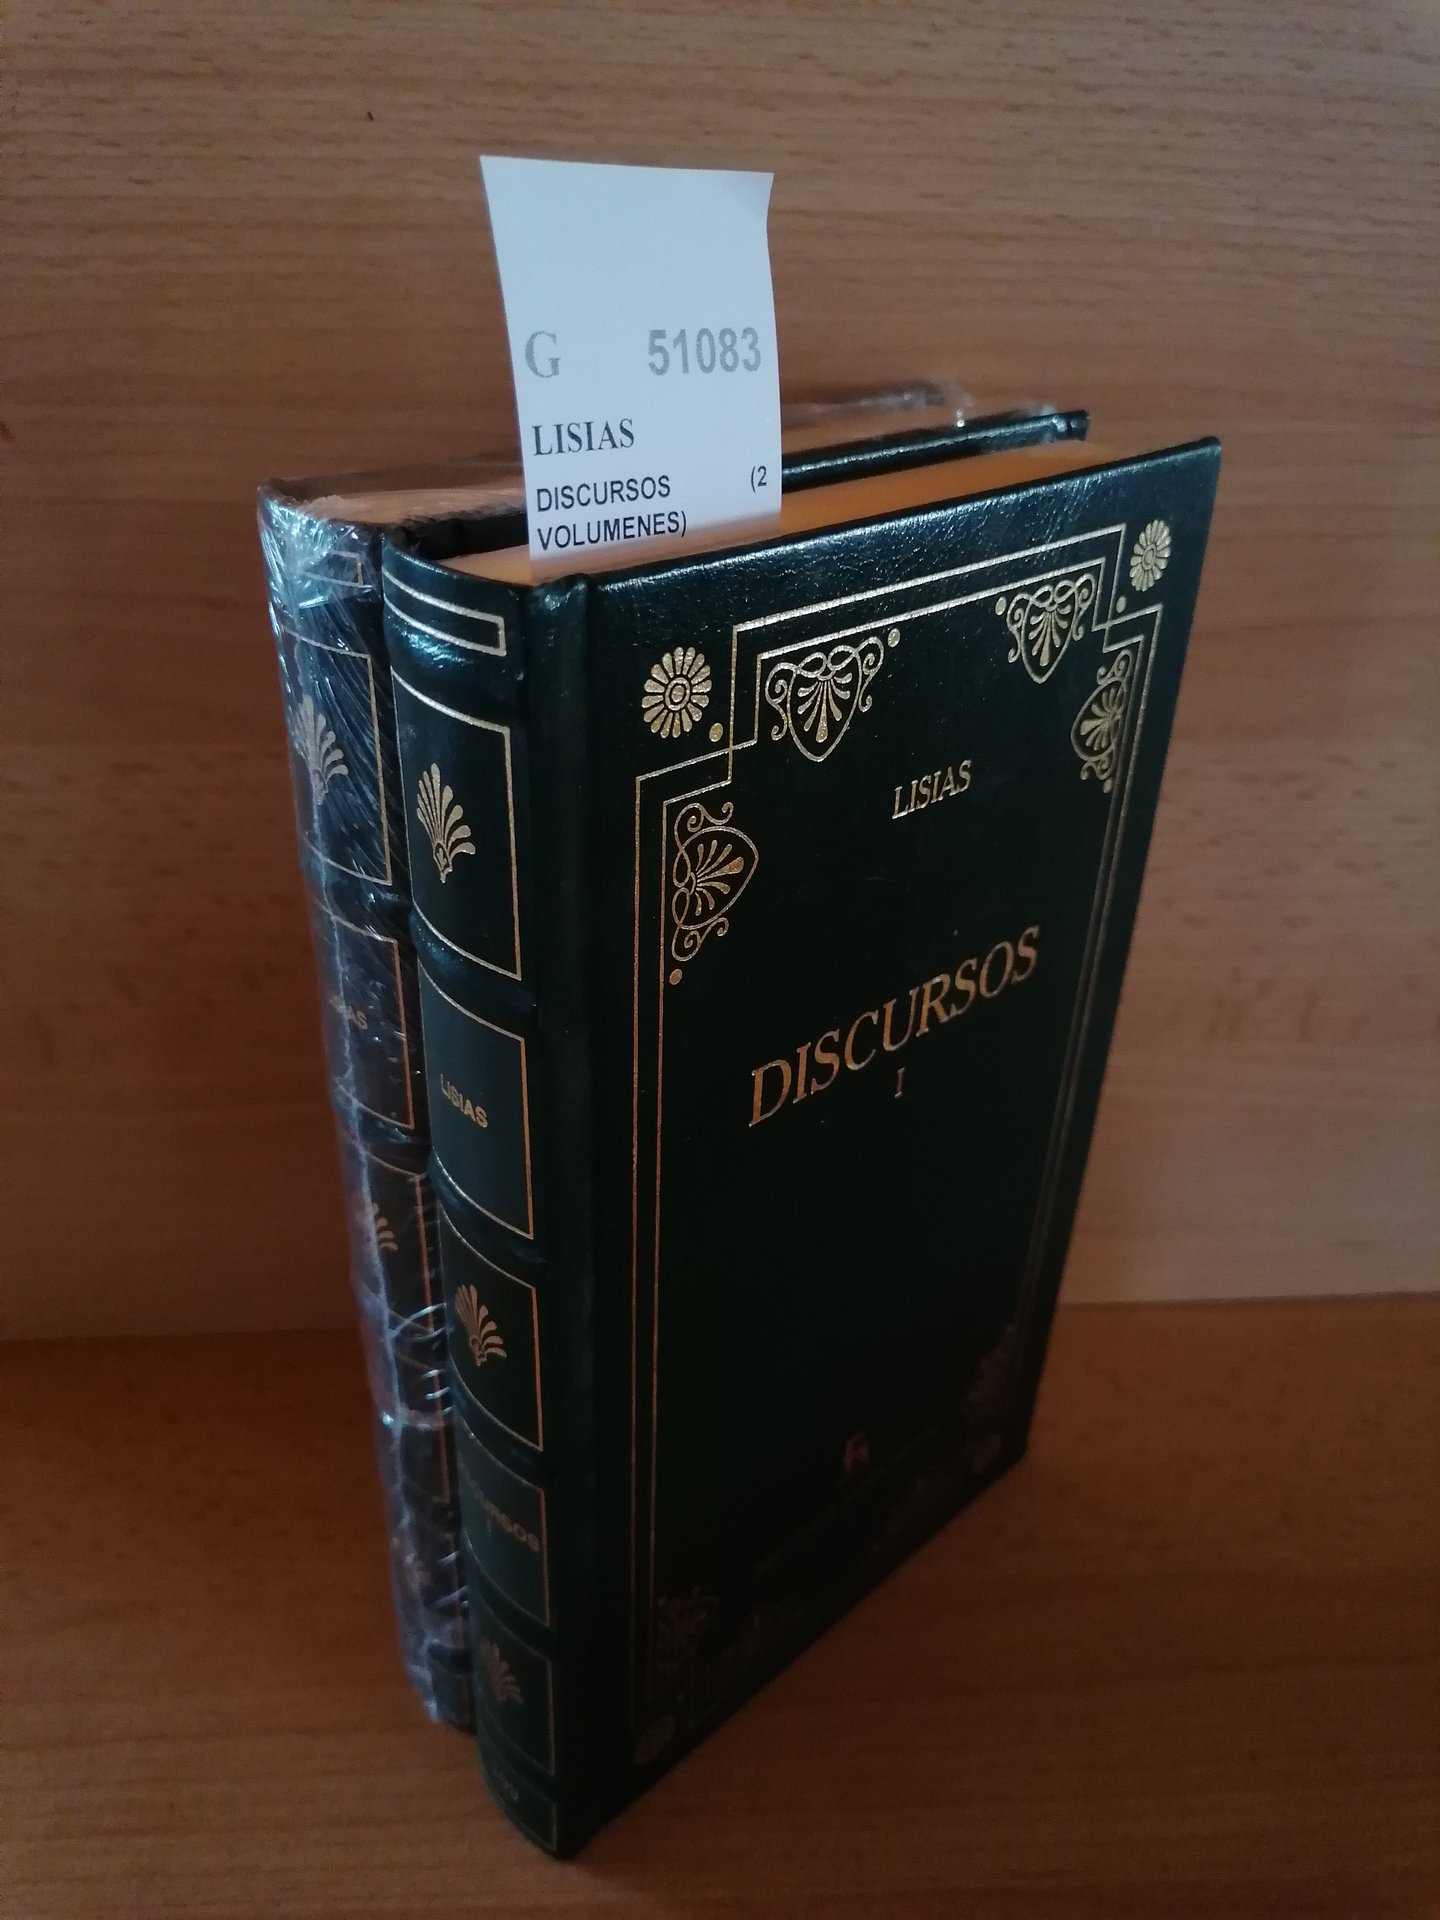 G 51083
LISIAS
DISCURSOS (2
VOLUMENES)
LISIAS
DISCURSOS
I
LISIAS